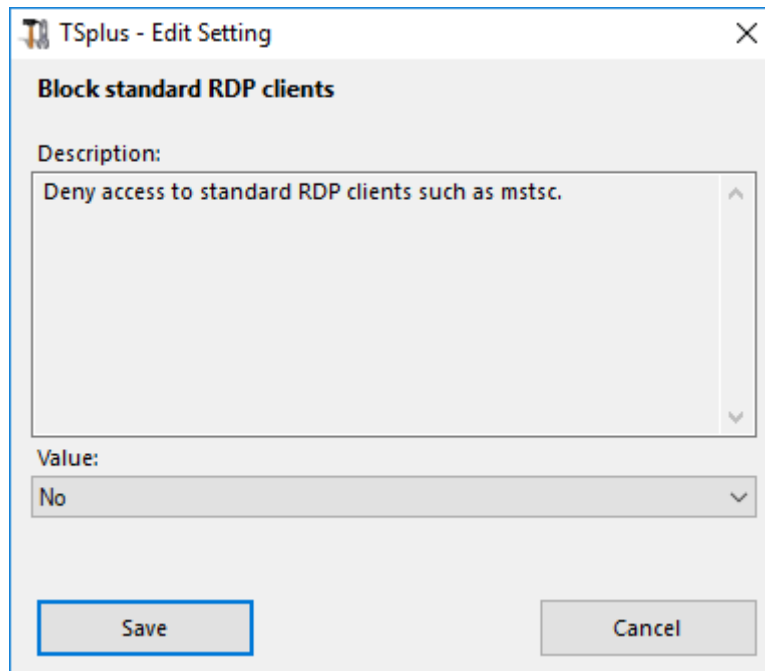 TSplus - Edit Setting
Block standard RDP clients
Description:
Deny access to standard RDP clients such as mstsc.
Value:
No
Save
Cancel